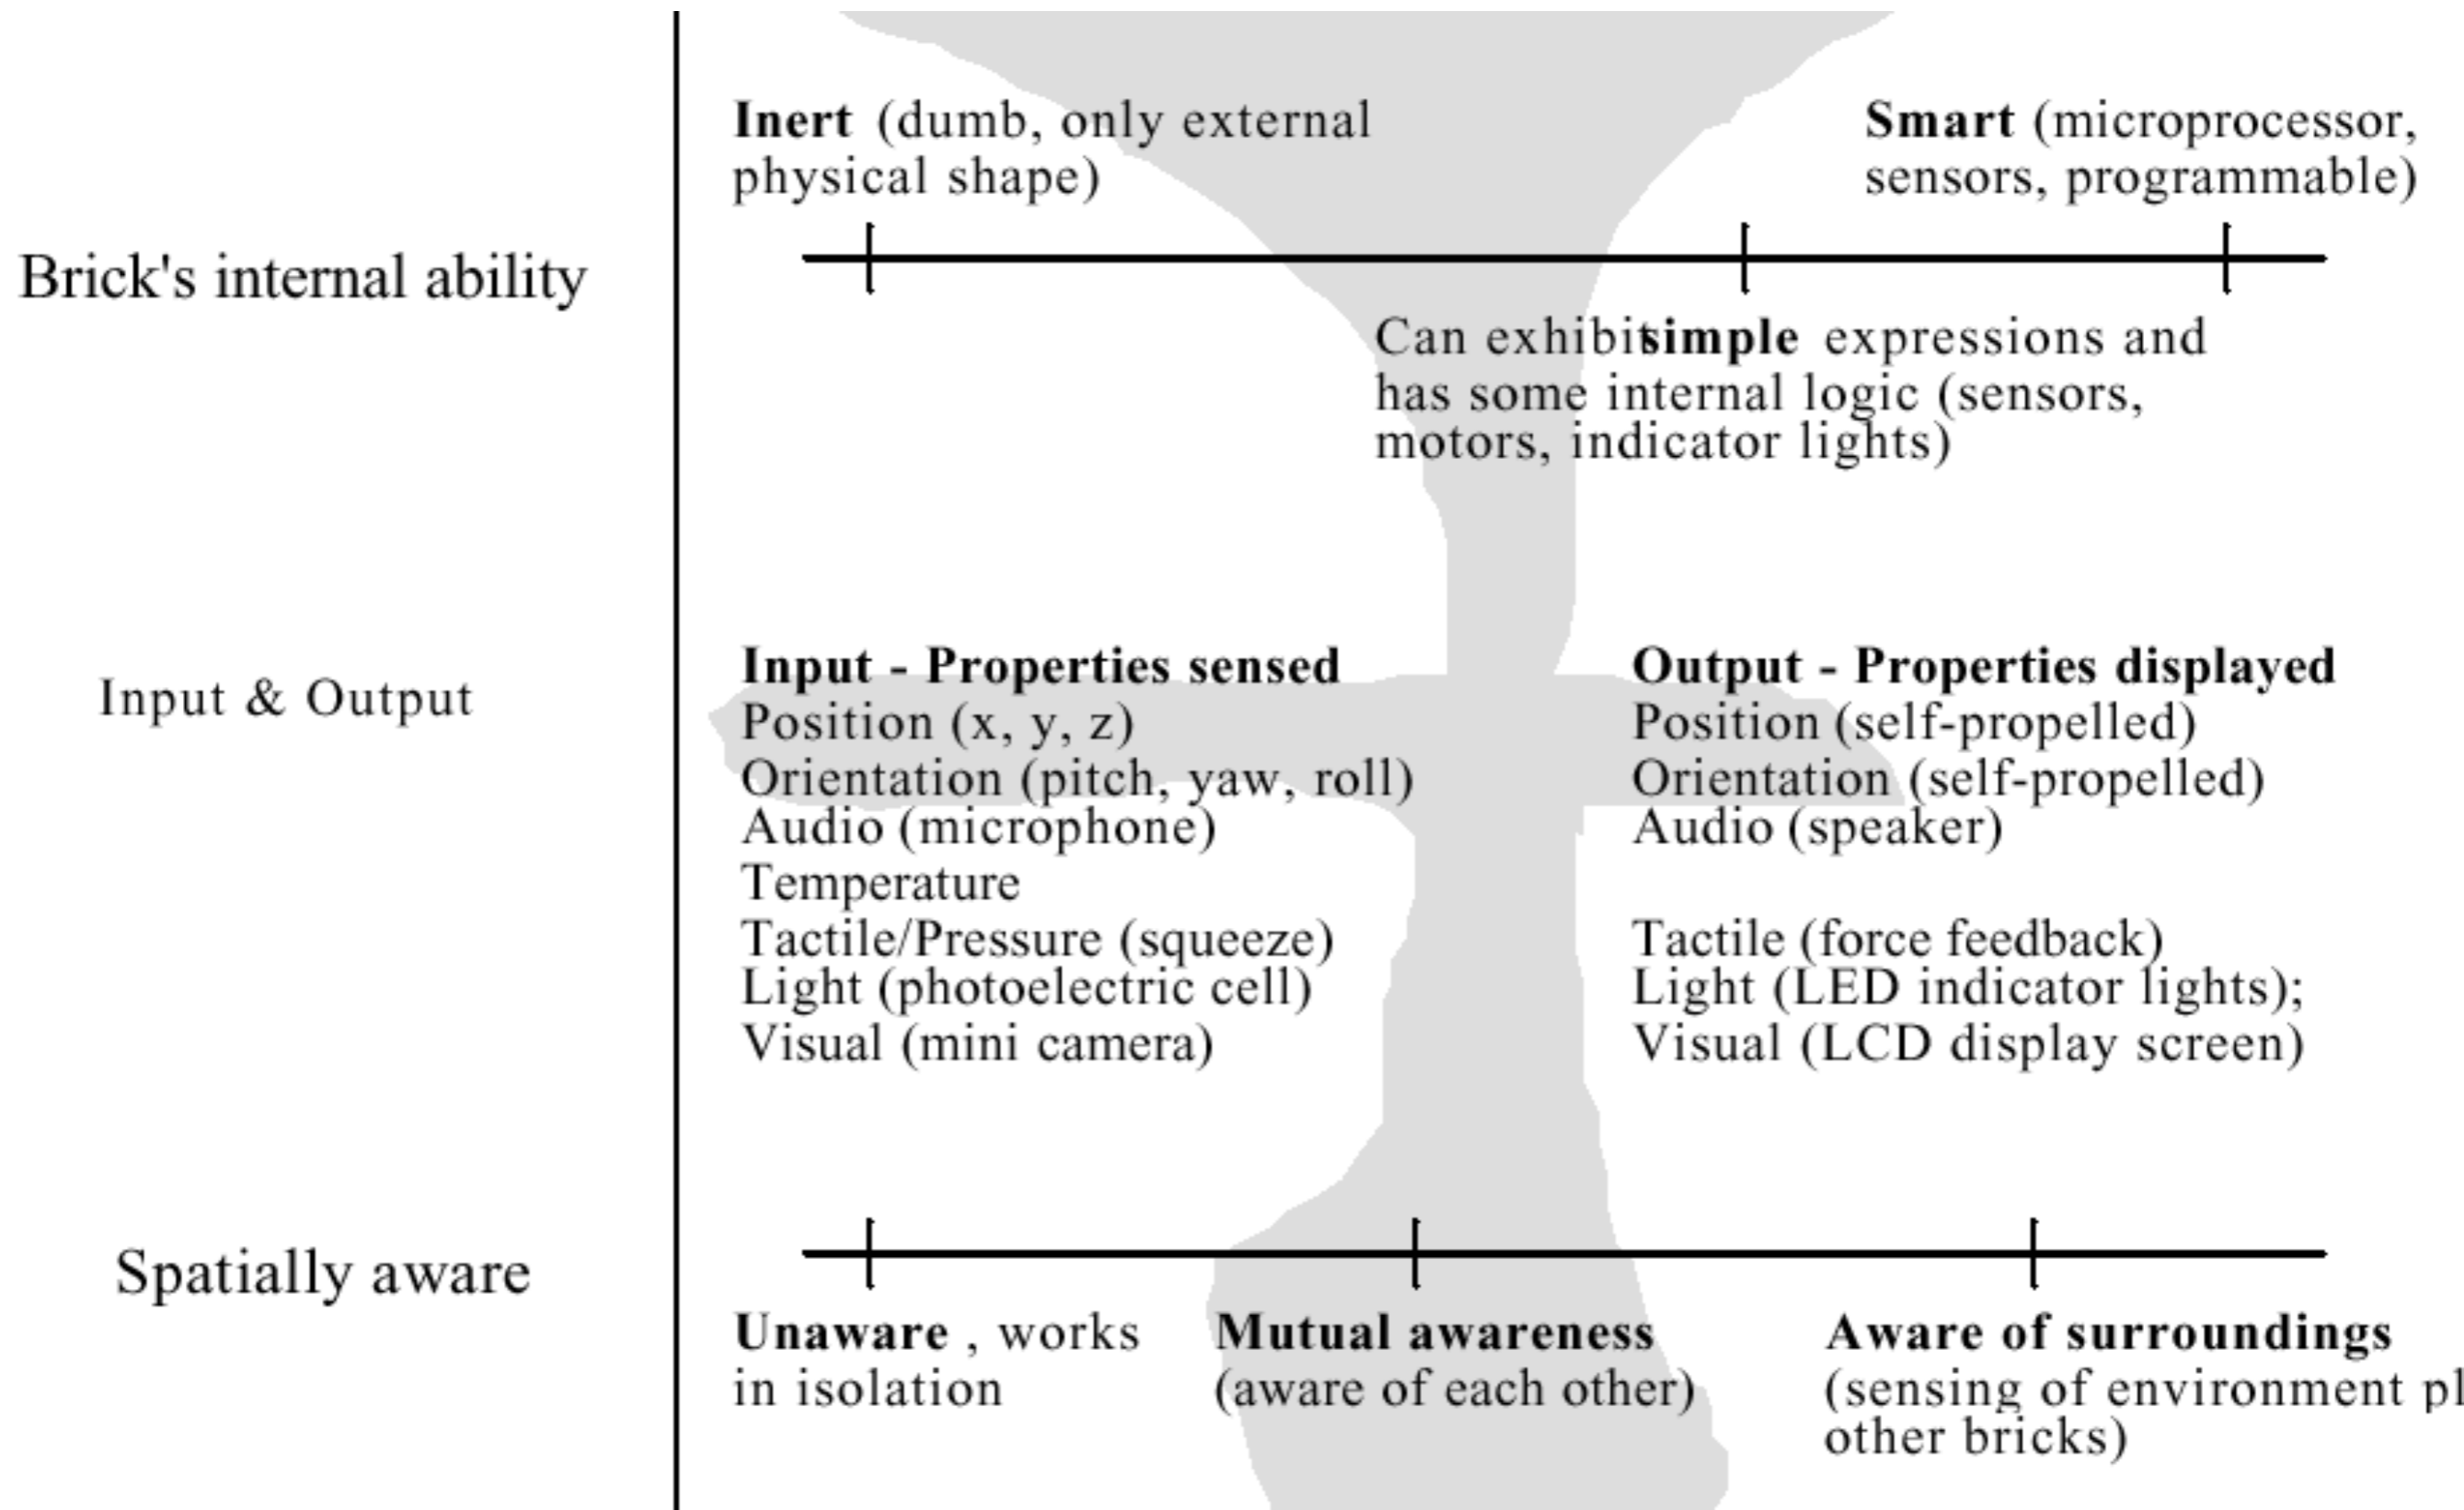 Inert (dumb, only external
physical shape)
Smart (microprocessor,
sensors, programmable)
Brick's internal ability
Can exhibit simple expressions and
has some internal logic (sensors,
motors, indicator lights)
Input & Output
Input - Properties sensed
Position (x, y, z)
Orientation (pitch, yaw, roll)
Audio (microphone)
Temperature
Tactile/Pressure (squeeze)
Light (photoelectric cell)
Visual (mini camera)
Output - Properties displayed
Position (self-propelled)
Orientation (self-propelled)
Audio (speaker)
Tactile (force feedback)
Light (LED indicator lights);
Visual (LCD display screen)
Spatially aware
Unaware , works
in isolation
Mutual awareness
(aware of each other)
Aware of surroundings
(sensing of environment pl
other bricks)